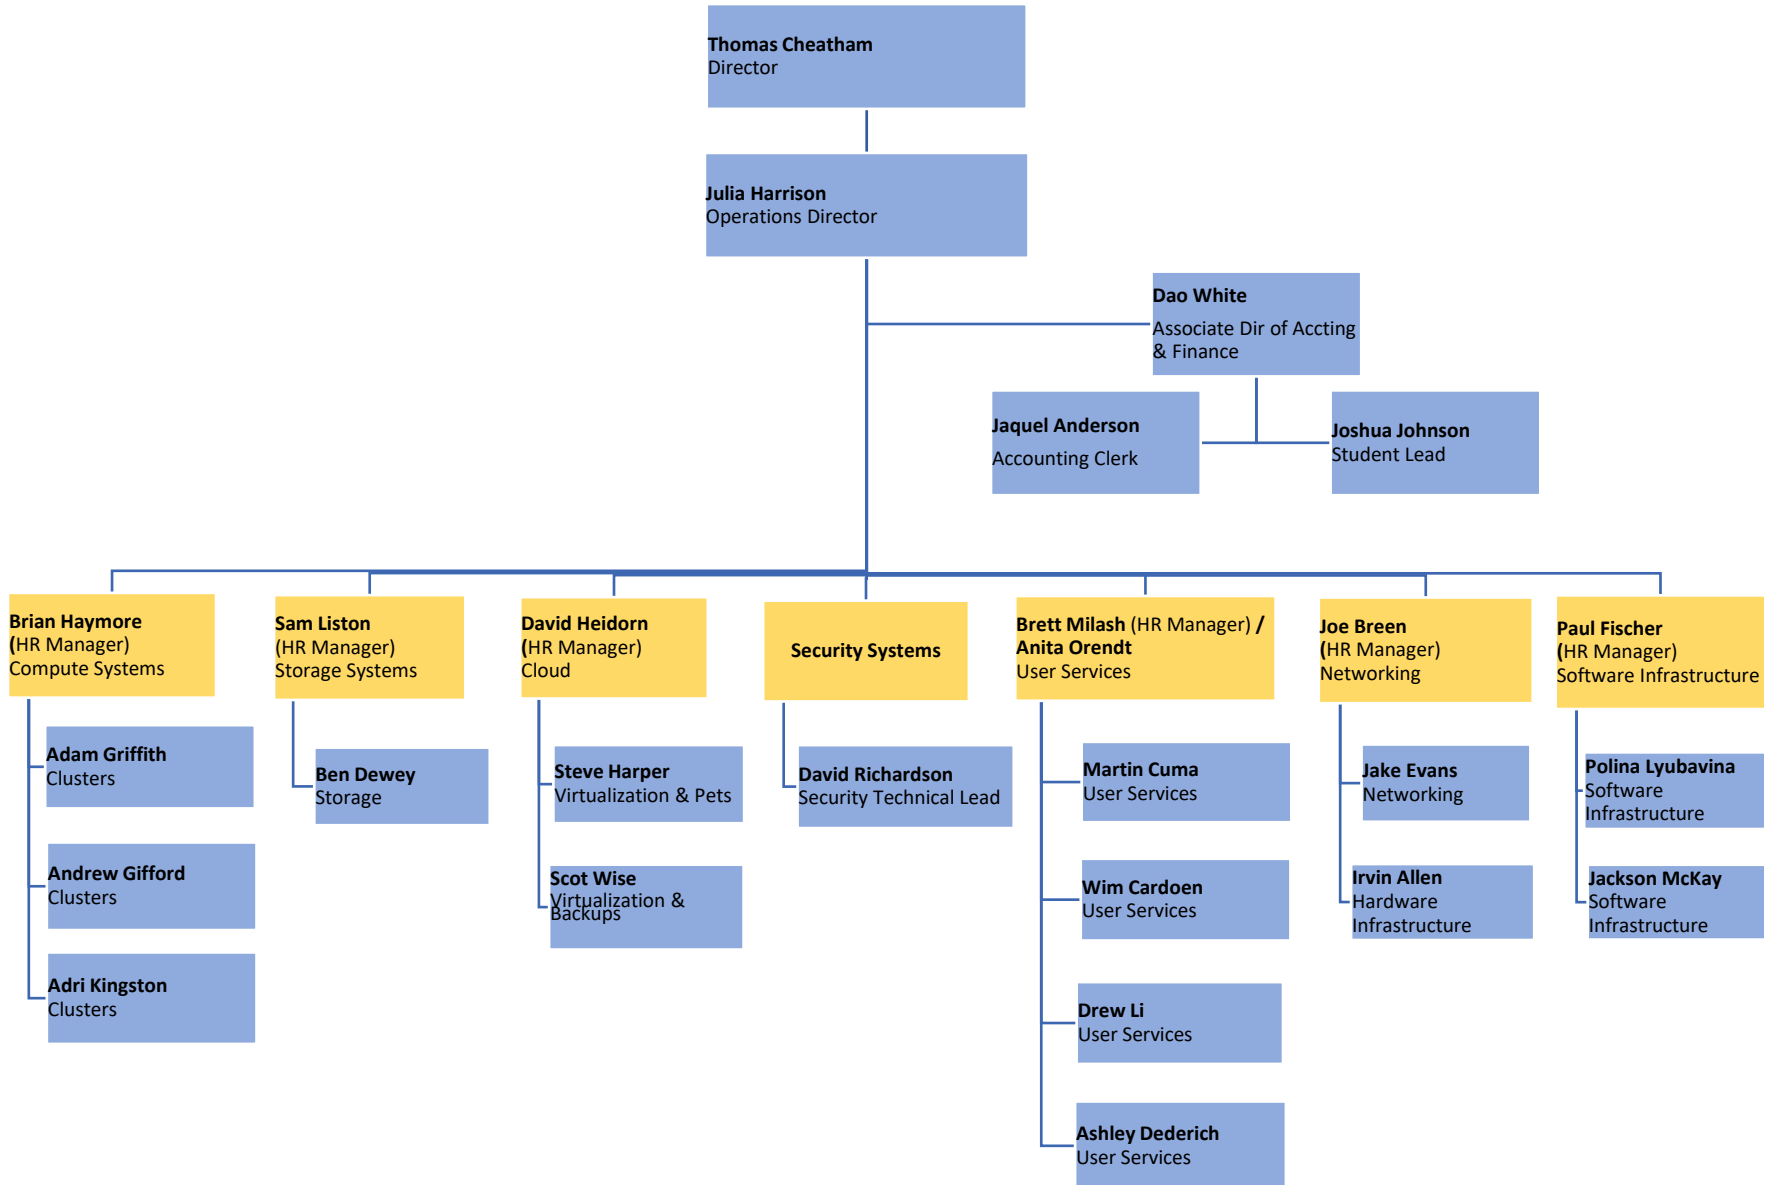 Thomas Cheatham
Director
Julia Harrison
Operations Director
Dao White
Associate Dir of Accting
& Finance
Jaquel Anderson
Accounting Clerk
Joshua Johnson
Student Lead
Brian Haymore
(HR Manager)
Compute Systems
Adam Griffith
Clusters
Andrew Gifford
Clusters
Adri Kingston
Clusters
Sam Liston
(HR Manager)
Storage Systems
Ben Dewey
Storage
David Heidorn
(HR Manager)
Cloud
Steve Harper
Virtualization & Pets
Scot Wise
Virtualization &
Backups
Security Systems
David Richardson
Security Technical Lead
Brett Milash (HR Manager) /
Anita Orendt
User Services
Martin Cuma
User Services
Wim Cardoen
User Services
Drew Li
User Services
Ashley Dederich
User Services
Joe Breen
(HR Manager)
Networking
Jake Evans
Networking
Irvin Allen
Hardware
Infrastructure
Paul Fischer
(HR Manager)
Software Infrastructure
Polina Lyubavina
Software
Infrastructure
Jackson McKay
Software
Infrastructure